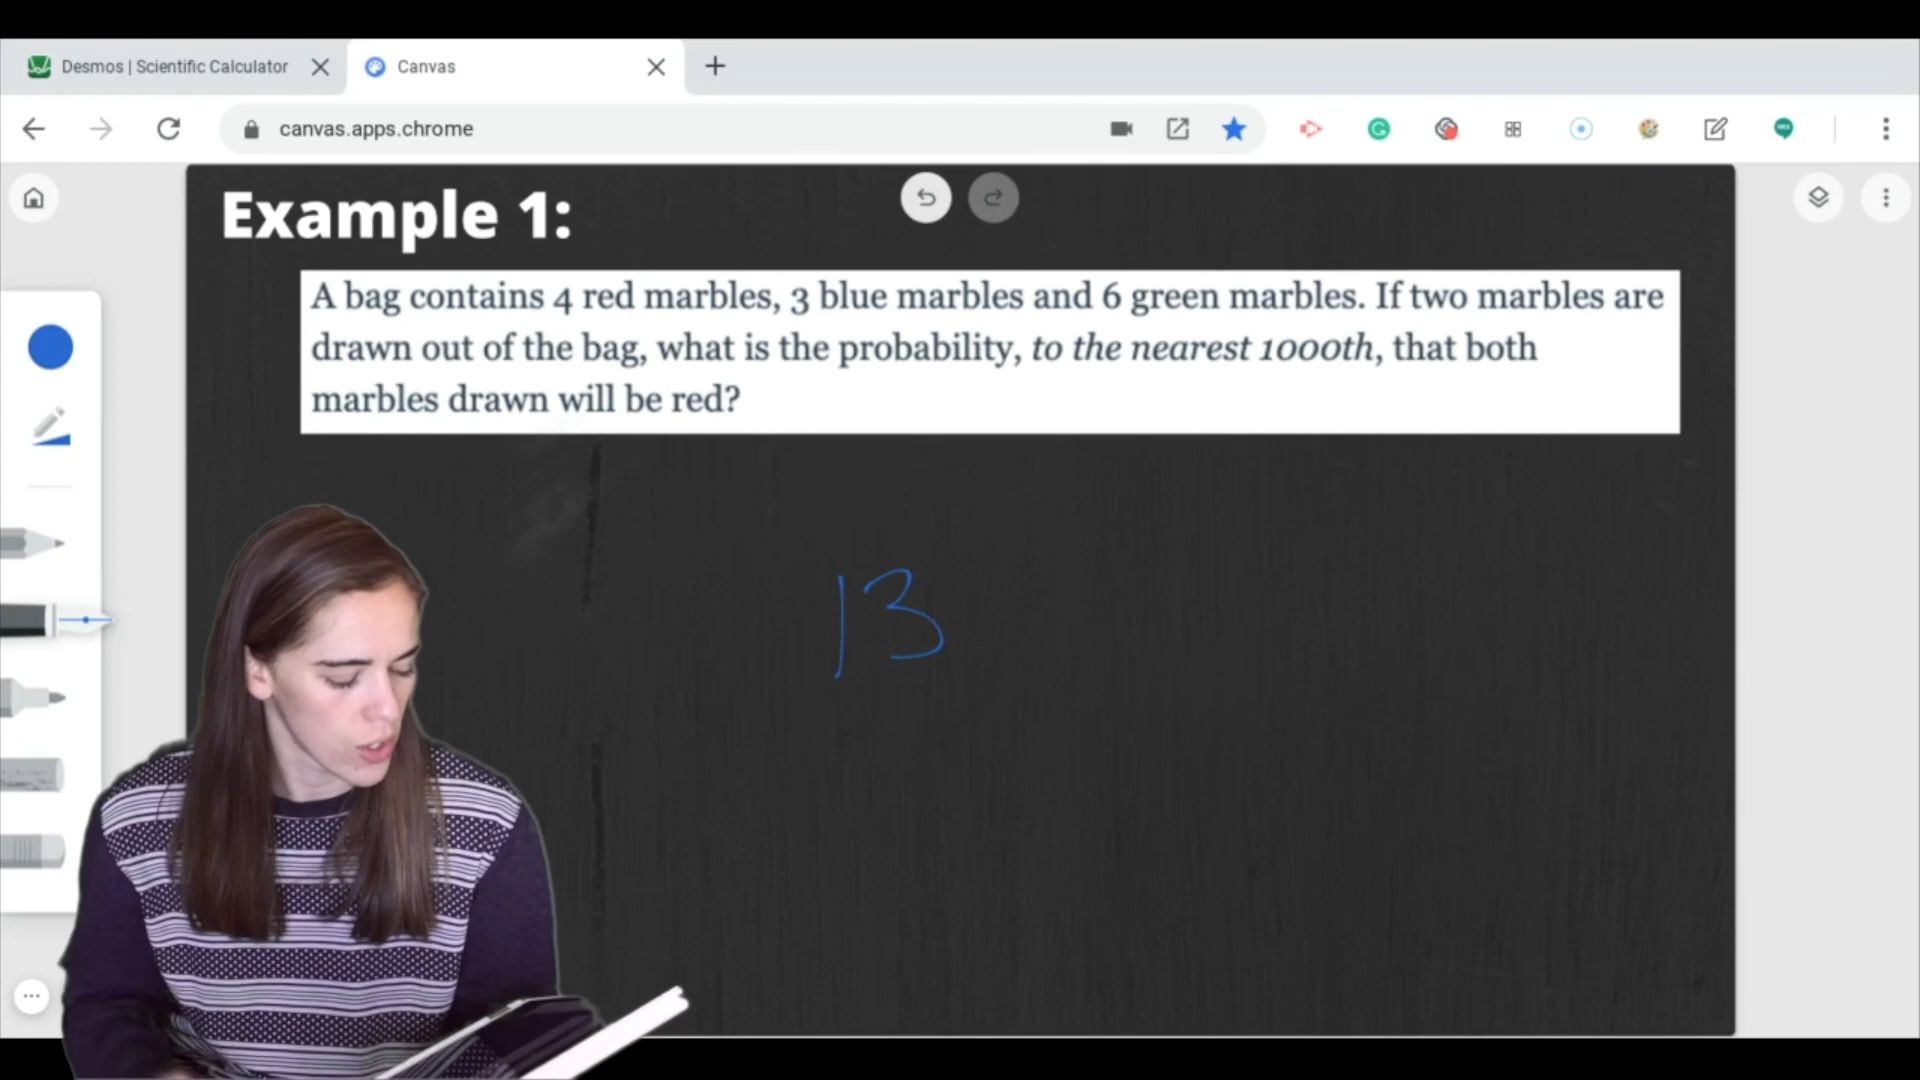 Desmos | Scientific Calculator
Canvas
canvas.apps.chrome
Example 1:
A bag contains 4 red marbles, 3 blue marbles and 6 green marbles. If two marbles are
drawn out of the bag, what is the probability, to the nearest 1000th, that both
marbles drawn will be red?
13